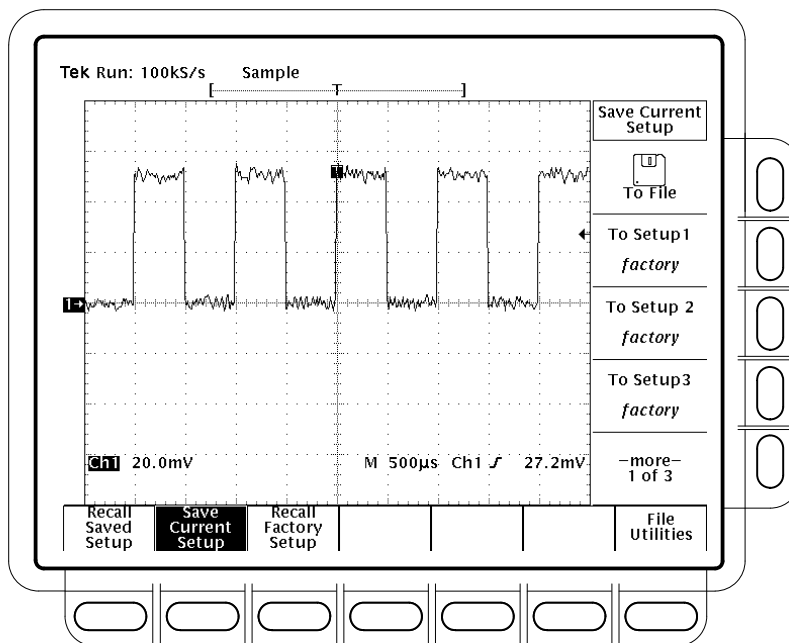 Tek Run: 100kS/s Sample
[ T ]
Save Current
Setup
To File
To Setup1
factory
To Setup 2
factory
To Setup3
factory
–more–
1 of 3
T
1→
Ch1 20.0mV M 500µs Ch1 27.2mV
Recall
Saved
Setup
Save
Current
Setup
Recall
Factory
Setup
File
Utilities